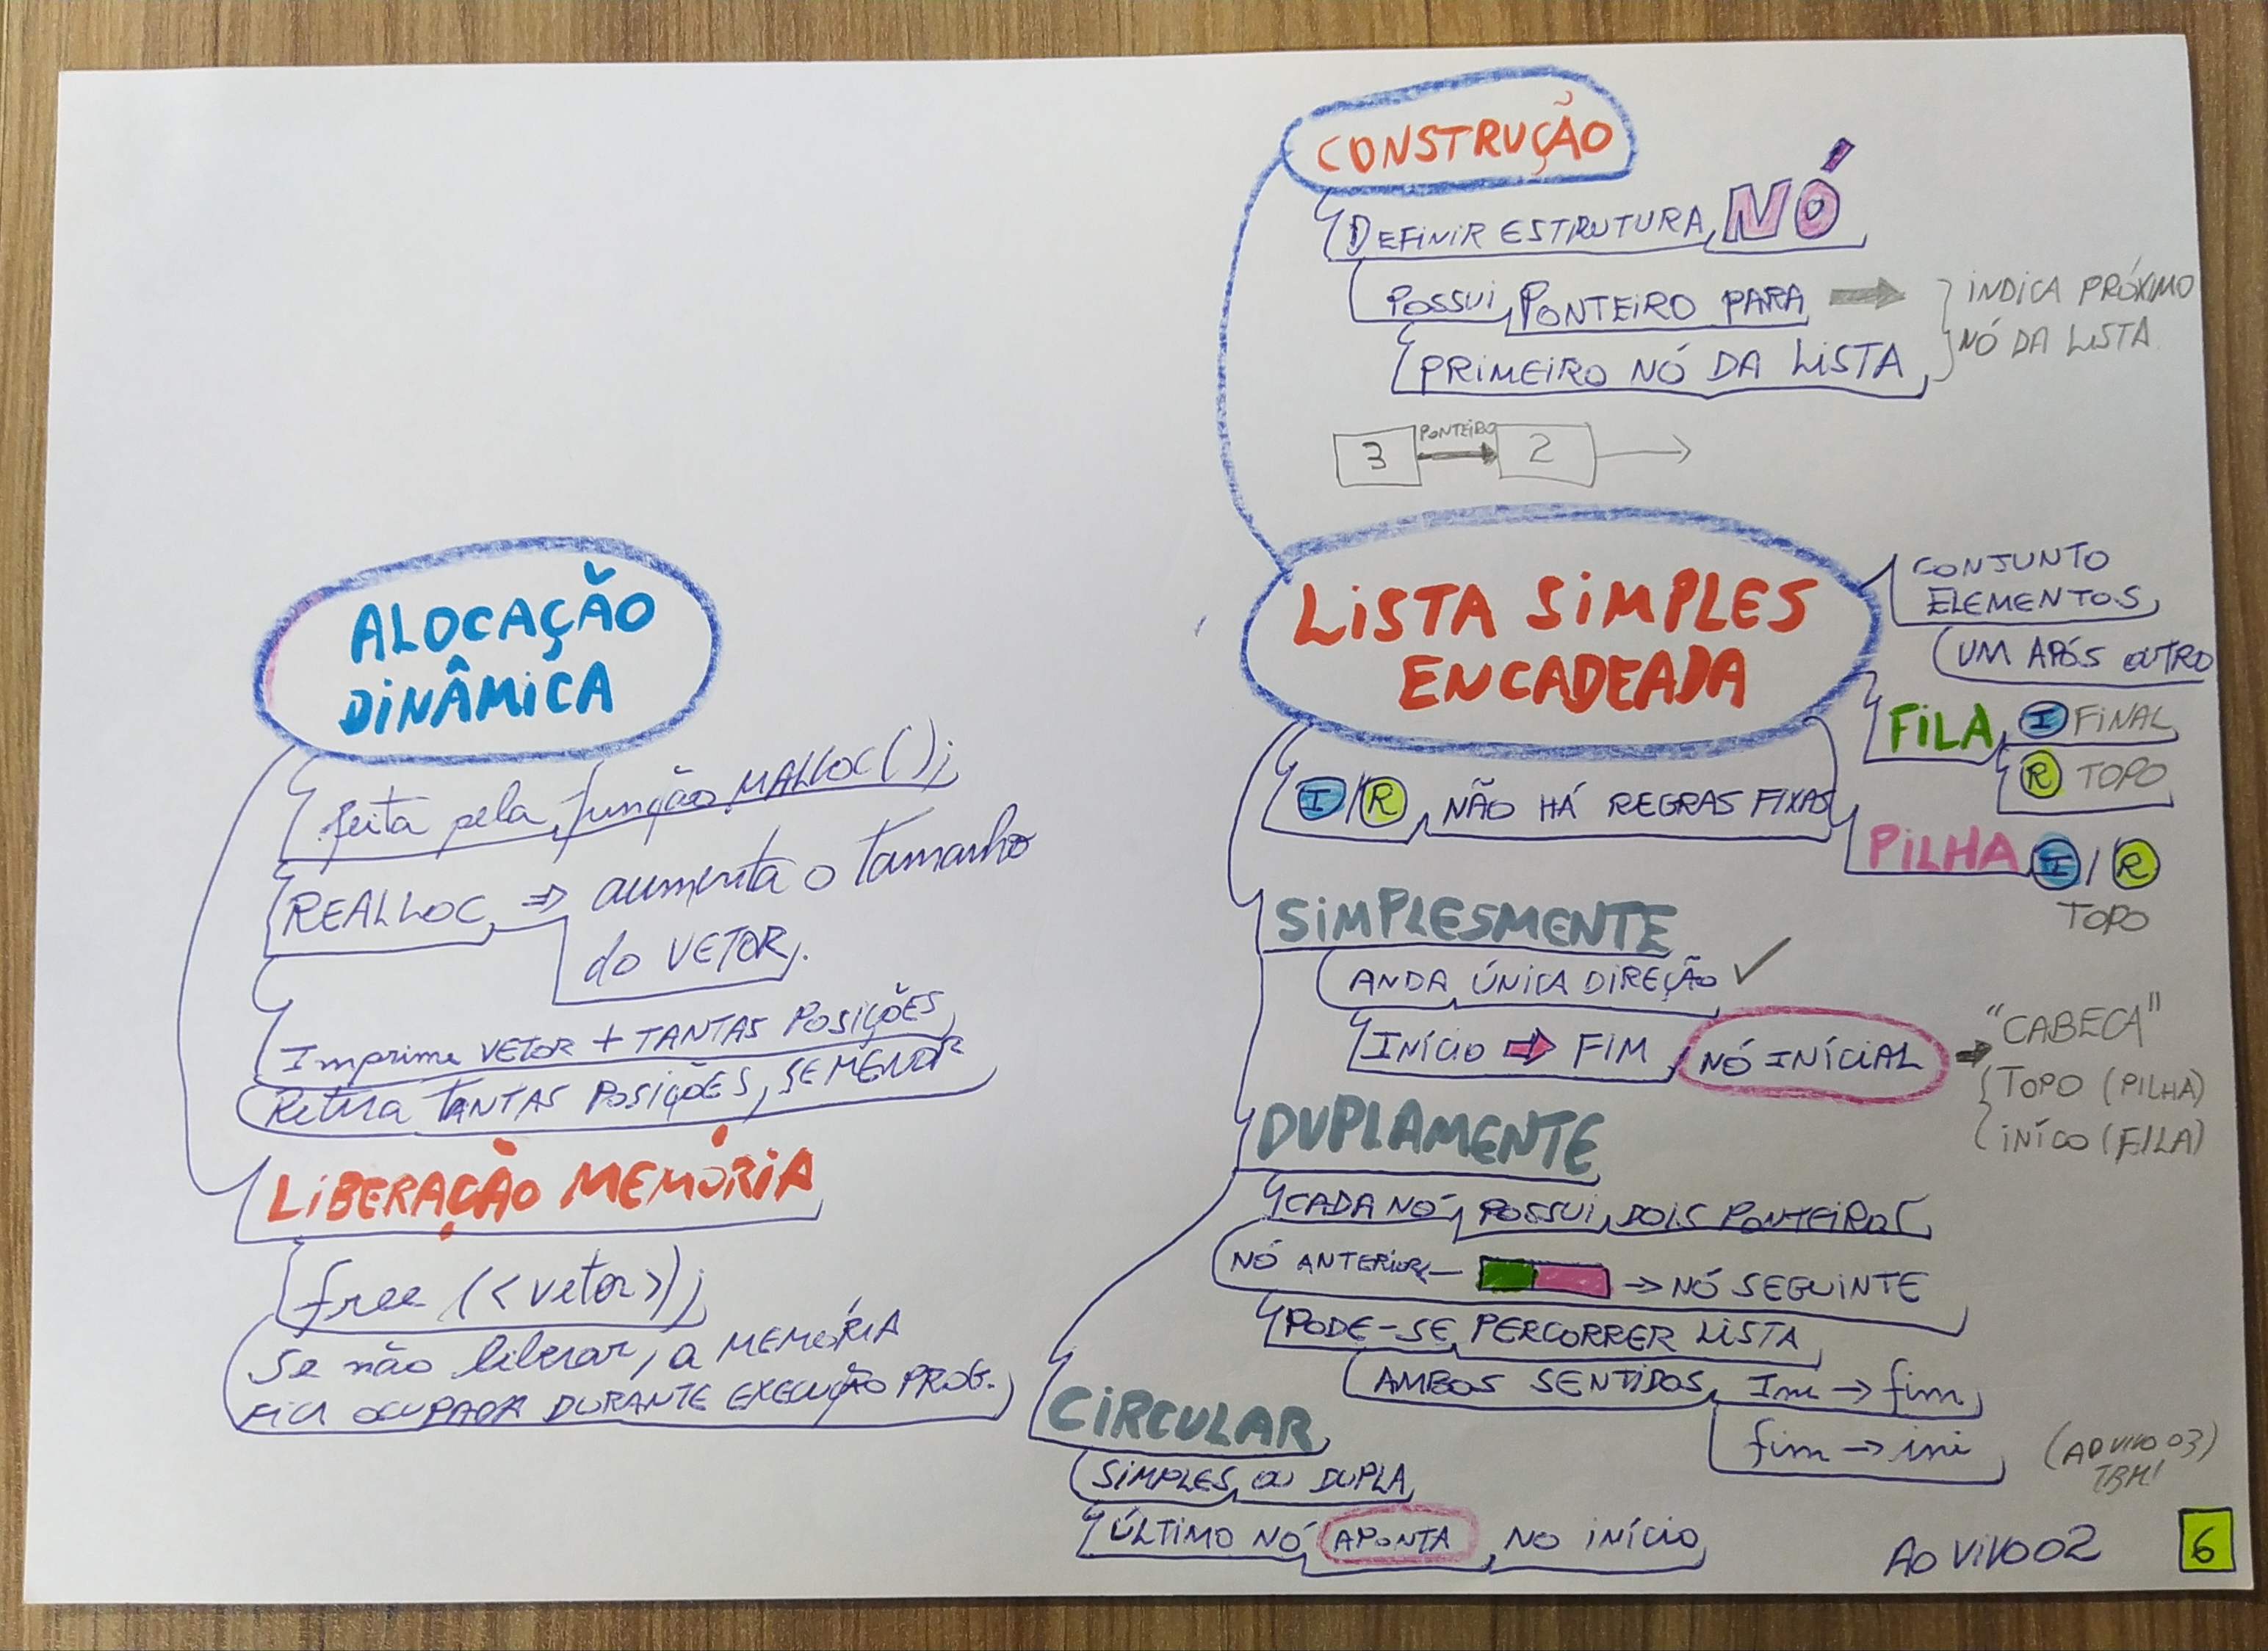 ALOCAÇÃO
DINÂMICA
feita pela função MALLOC();
REALLOC => aumenta o Tamanho
do VETOR.
Imprime VETOR + TANTAS POSIÇÕES
Retira TANTAS POSIÇÕES, SE MENOR
LIBERAÇÃO MEMÓRIA
free (<vetor>);
Se não liberar, a MEMÓRIA
FICA OCUPADA DURANTE EXECUÇÃO PROG.
CONSTRUÇÃO
DEFINIR ESTRUTURA NÓ
POSSUI PONTEIRO PARA
PRIMEIRO NÓ DA LISTA
INDICA PRÓXIMO
NÓ DA LISTA
3 PONTEIRO 2
LISTA SIMPLES
ENCADEADA
CONJUNTO
ELEMENTOS
UM APÓS OUTRO
FILA I FINAL
R TOPO
PILHA I / R
TOPO
I / R NÃO HÁ REGRAS FIXAS
SIMPLESMENTE
ANDA ÚNICA DIREÇÃO ✓
INÍCIO ⇒ FIM NÓ INÍCIAL → "CABECA"
TOPO (PILHA)
INÍCO (FILA)
DUPLAMENTE
CADA NÓ POSSUI DOIS PONTEIROS
NÓ ANTERIOR ← → NÓ SEGUINTE
PODE-SE PERCORRER LISTA
AMBOS SENTIDOS Ini → fim
fim → ini
(AO VIVO 03)
TBM!
CIRCULAR
SIMPLES OU DUPLA
ÚLTIMO NÓ APONTA NO INÍCIO
AO VIVO 02 6